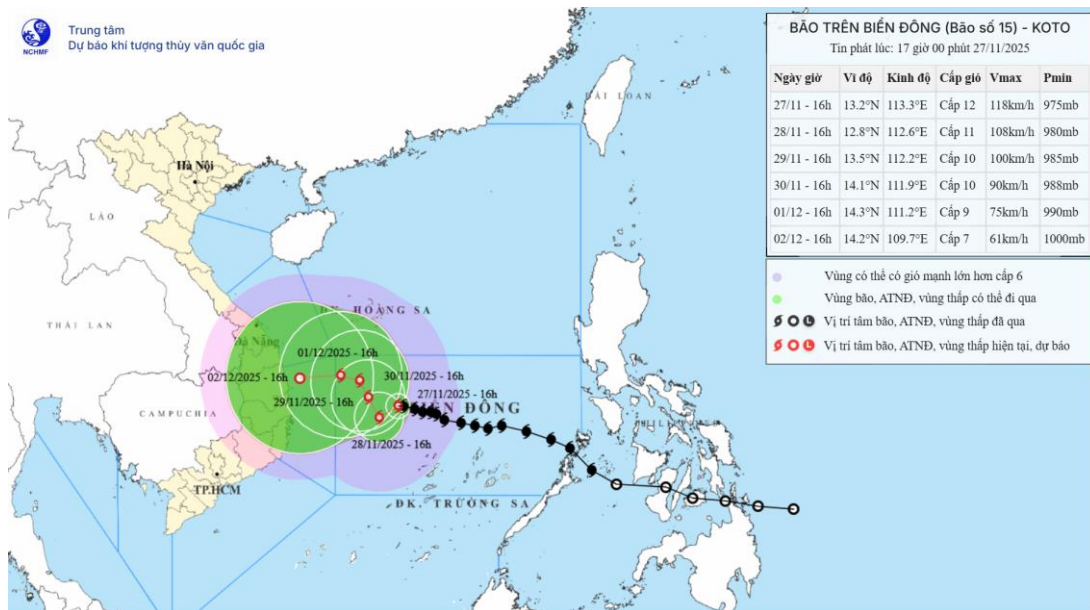 NCHMF
Trung tâm
Dự báo khí tượng thủy văn quốc gia
BÃO TRÊN BIỂN ĐÔNG (Bão số 15) - KOTO
Tin phát lúc: 17 giờ 00 phút 27/11/2025
Ngày giờ Vĩ độ Kinh độ Cấp gió Vmax Pmin
27/11 - 16h 13.2°N 113.3°E Cấp 12 118km/h 975mb
28/11 - 16h 12.8°N 112.6°E Cấp 11 108km/h 980mb
29/11 - 16h 13.5°N 112.2°E Cấp 10 100km/h 985mb
30/11 - 16h 14.1°N 111.9°E Cấp 10 90km/h 988mb
01/12 - 16h 14.3°N 111.2°E Cấp 9 75km/h 990mb
02/12 - 16h 14.2°N 109.7°E Cấp 7 61km/h 1000mb
Vùng có thể có gió mạnh lớn hơn cấp 6
Vùng bão, ATNĐ, vùng thấp có thể đi qua
Vị trí tâm bão, ATNĐ, vùng thấp đã qua
Vị trí tâm bão, ATNĐ, vùng thấp hiện tại, dự báo
ĐÀI LOAN
Hà Nội
LÀO
THÁI LAN
ĐK. HOÀNG SA
Đà Nẵng
01/12/2025 - 16h
02/12/2025 - 16h
30/11/2025 - 16h
27/11/2025 - 16h
29/11/2025 - 16h
BIỂN ĐÔNG
CAMPUCHIA
28/11/2025 - 16h
TP.HCM
ĐK. TRƯỜNG SA